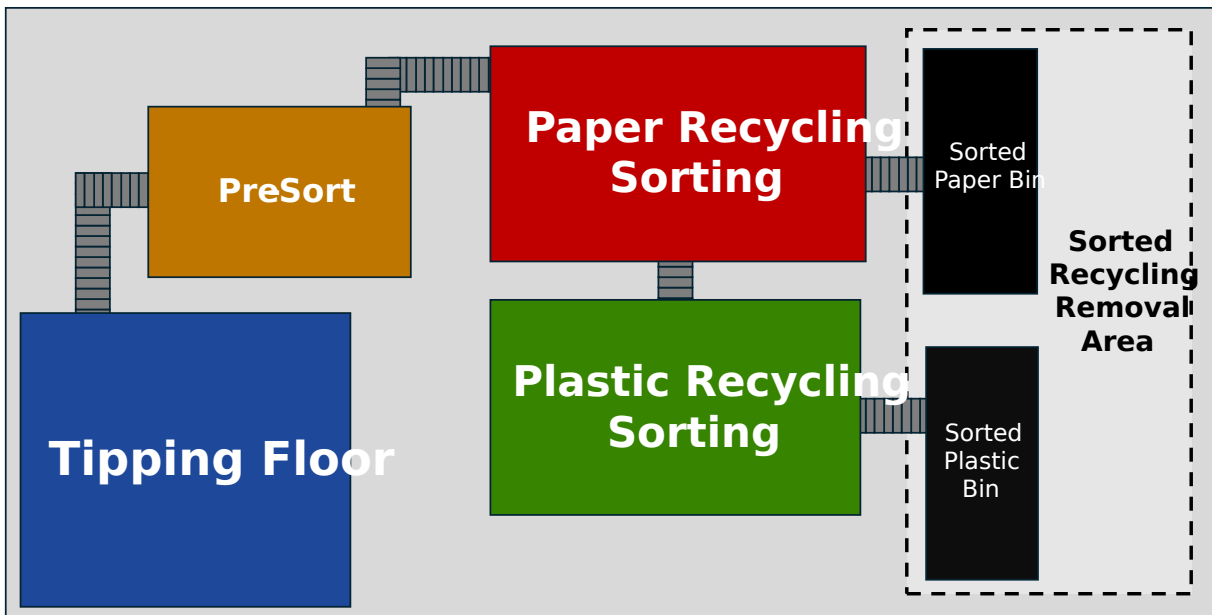 Paper Recycling
Sorting
Sorted
Paper Bin
PreSort
Sorted
Recycling
Removal
Area
Plastic Recycling
Sorting
Tipping Floor
Sorted
Plastic
Bin